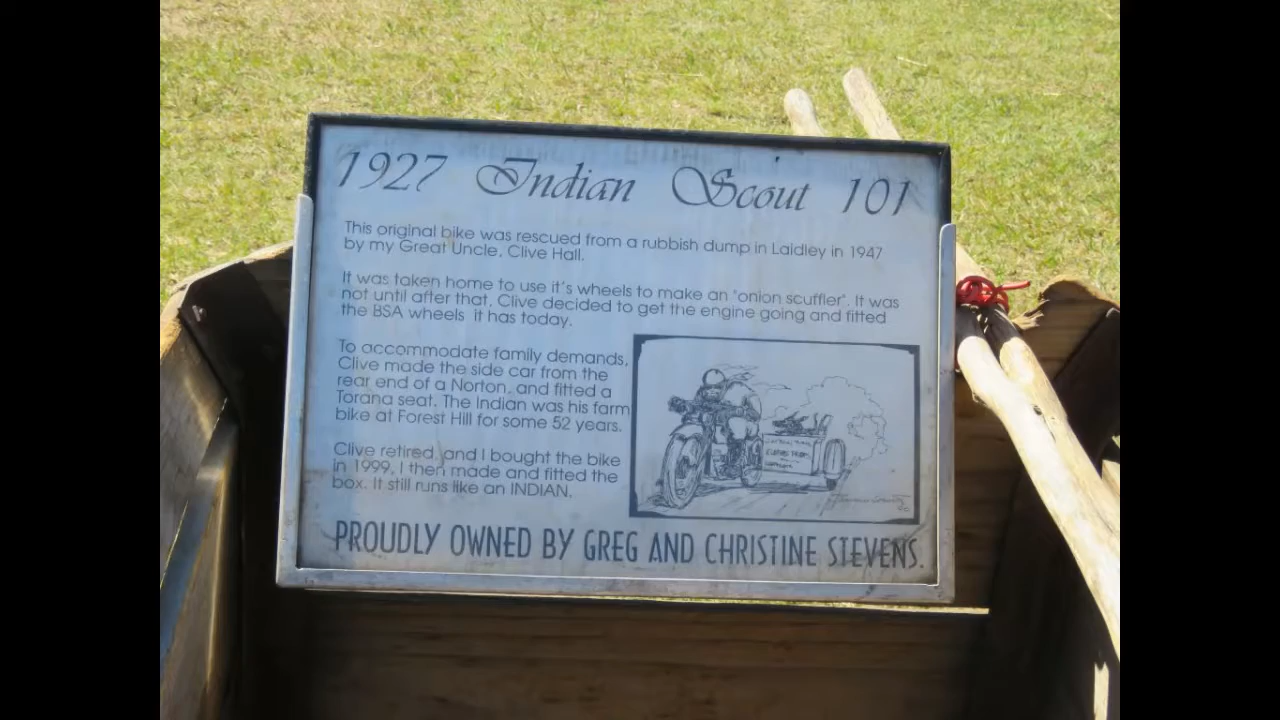 1927 Indian Scout 101
This original bike was rescued from a rubbish dump in Laidley in 1947
by my Great Uncle, Clive Hall.
It was taken home to use it's wheels to make an "onion scuffler". It was
not until after that, Clive decided to get the engine going and fitted
the BSA wheels it has today.
To accommodate family demands,
Clive made the side car from the
rear end of a Norton, and fitted a
Torana seat. The Indian was his farm
bike at Forest Hill for some 52 years.
Clive retired, and I bought the bike
in 1999. I then made and fitted the
box. It still runs like an INDIAN.
PROUDLY OWNED BY GREG AND CHRISTINE STEVENS.